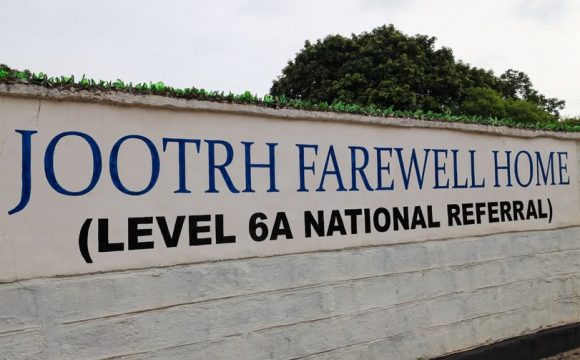 JOOTRH FAREWELL HOME
(LEVEL 6A NATIONAL REFERRAL)